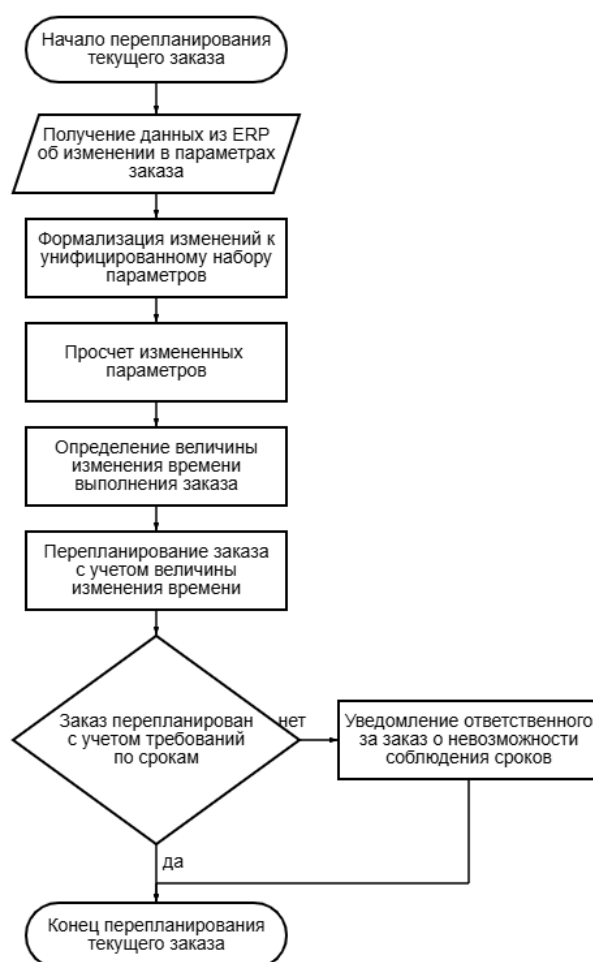 Начало перепланирования
текущего заказа
Получение данных из ERP
об изменении в параметрах
заказа
Формализация изменений к
унифицированному набору
параметров
Просчет измененных
параметров
Определение величины
изменения времени
выполнения заказа
Перепланирование заказа
с учетом величины
изменения времени
Заказ перепланирован
с учетом требований
по срокам
нет
Уведомление ответственного
за заказ о невозможности
соблюдения сроков
да
Конец перепланирования
текущего заказа